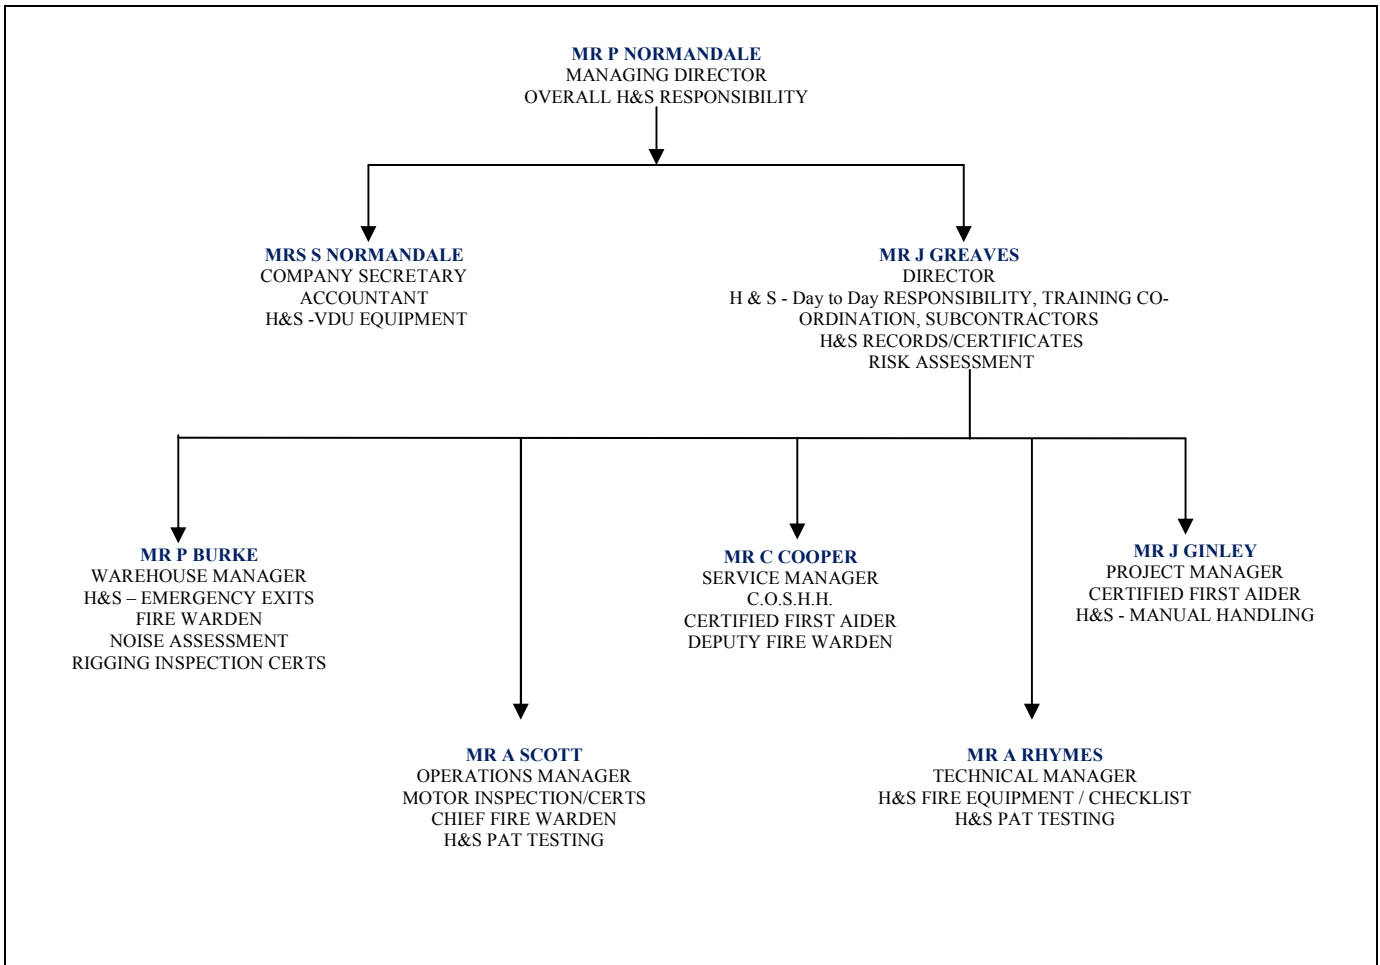 MR P NORMANDALE
MANAGING DIRECTOR
OVERALL H&S RESPONSIBILITY
MRS S NORMANDALE
COMPANY SECRETARY
ACCOUNTANT
H&S -VDU EQUIPMENT
MR J GREAVES
DIRECTOR
H & S - Day to Day RESPONSIBILITY, TRAINING CO-
ORDINATION, SUBCONTRACTORS
H&S RECORDS/CERTIFICATES
RISK ASSESSMENT
MR P BURKE
WAREHOUSE MANAGER
H&S – EMERGENCY EXITS
FIRE WARDEN
NOISE ASSESSMENT
RIGGING INSPECTION CERTS
MR C COOPER
SERVICE MANAGER
C.O.S.H.H.
CERTIFIED FIRST AIDER
DEPUTY FIRE WARDEN
MR J GINLEY
PROJECT MANAGER
CERTIFIED FIRST AIDER
H&S - MANUAL HANDLING
MR A SCOTT
OPERATIONS MANAGER
MOTOR INSPECTION/CERTS
CHIEF FIRE WARDEN
H&S PAT TESTING
MR A RHYMES
TECHNICAL MANAGER
H&S FIRE EQUIPMENT / CHECKLIST
H&S PAT TESTING